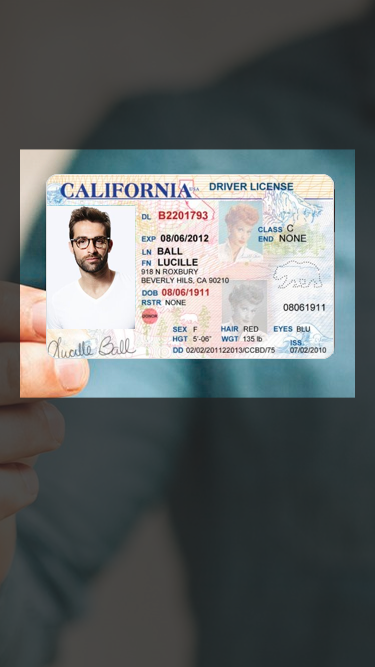 CALIFORNIA USA DRIVER LICENSE
DL B2201793
CLASS C
EXP 08/06/2012
END NONE
LN BALL
FN LUCILLE
918 N ROXBURY
BEVERLY HILS, CA 90210
DOB 08/06/1911
RSTR NONE
08061911
DONOR
SEX F HAIR RED EYES BLU
HGT 5'-06" WGT 135 lb ISS
DD 02/02/201122013/CCBD/75 07/02/2010
Lucille Ball